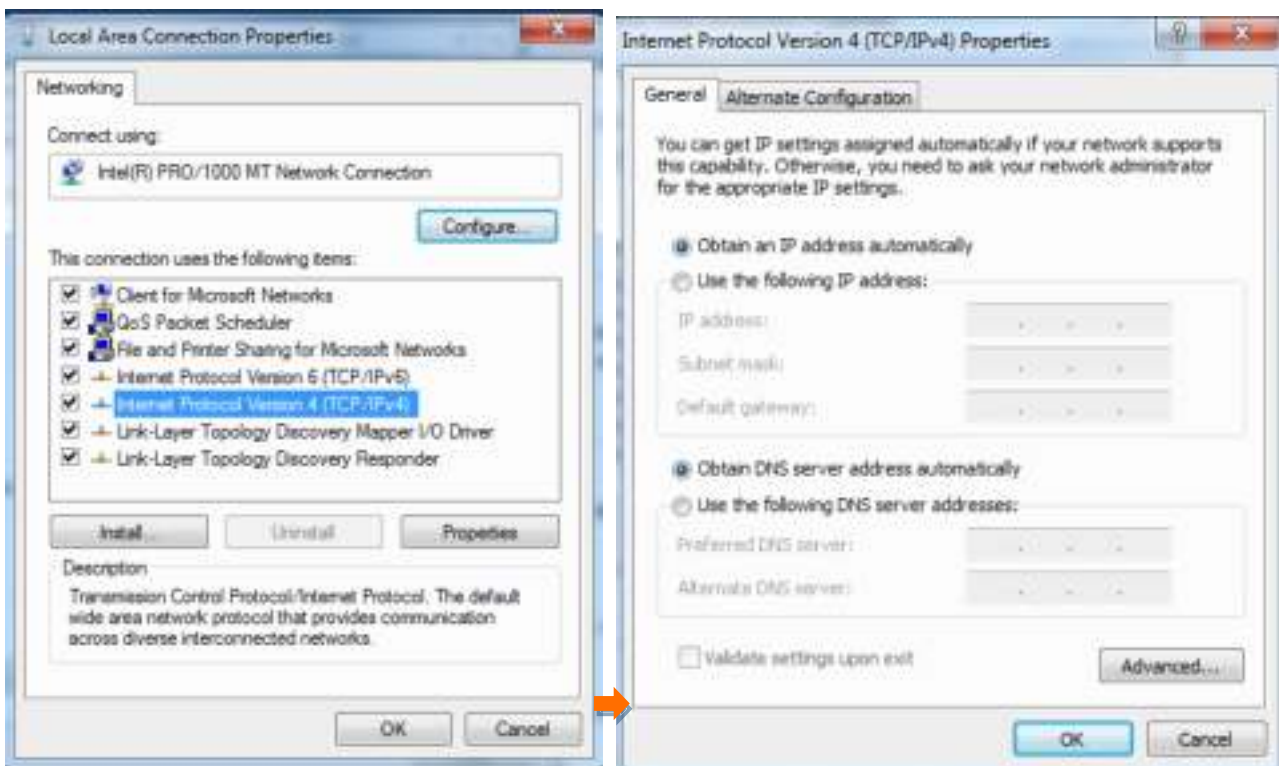 Local Area Connection Properties
Networking
Connect using:
Intel(R) PRO/1000 MT Network Connection
Configure...
This connection uses the following items:
Client for Microsoft Networks
QoS Packet Scheduler
File and Printer Sharing for Microsoft Networks
Internet Protocol Version 6 (TCP/IPv6)
Internet Protocol Version 4 (TCP/IPv4)
Link-Layer Topology Discovery Mapper I/O Driver
Link-Layer Topology Discovery Responder
Install...
Uninstall
Properties
Description
Transmission Control Protocol/Internet Protocol. The default
wide area network protocol that provides communication
across diverse interconnected networks.
OK
Cancel
Internet Protocol Version 4 (TCP/IPv4) Properties
General
Alternate Configuration
You can get IP settings assigned automatically if your network supports
this capability. Otherwise, you need to ask your network administrator
for the appropriate IP settings.
Obtain an IP address automatically
Use the following IP address:
IP address:
Subnet mask:
Default gateway:
Obtain DNS server address automatically
Use the following DNS server addresses:
Preferred DNS server:
Alternate DNS server:
Validate settings upon exit
Advanced...
OK
Cancel